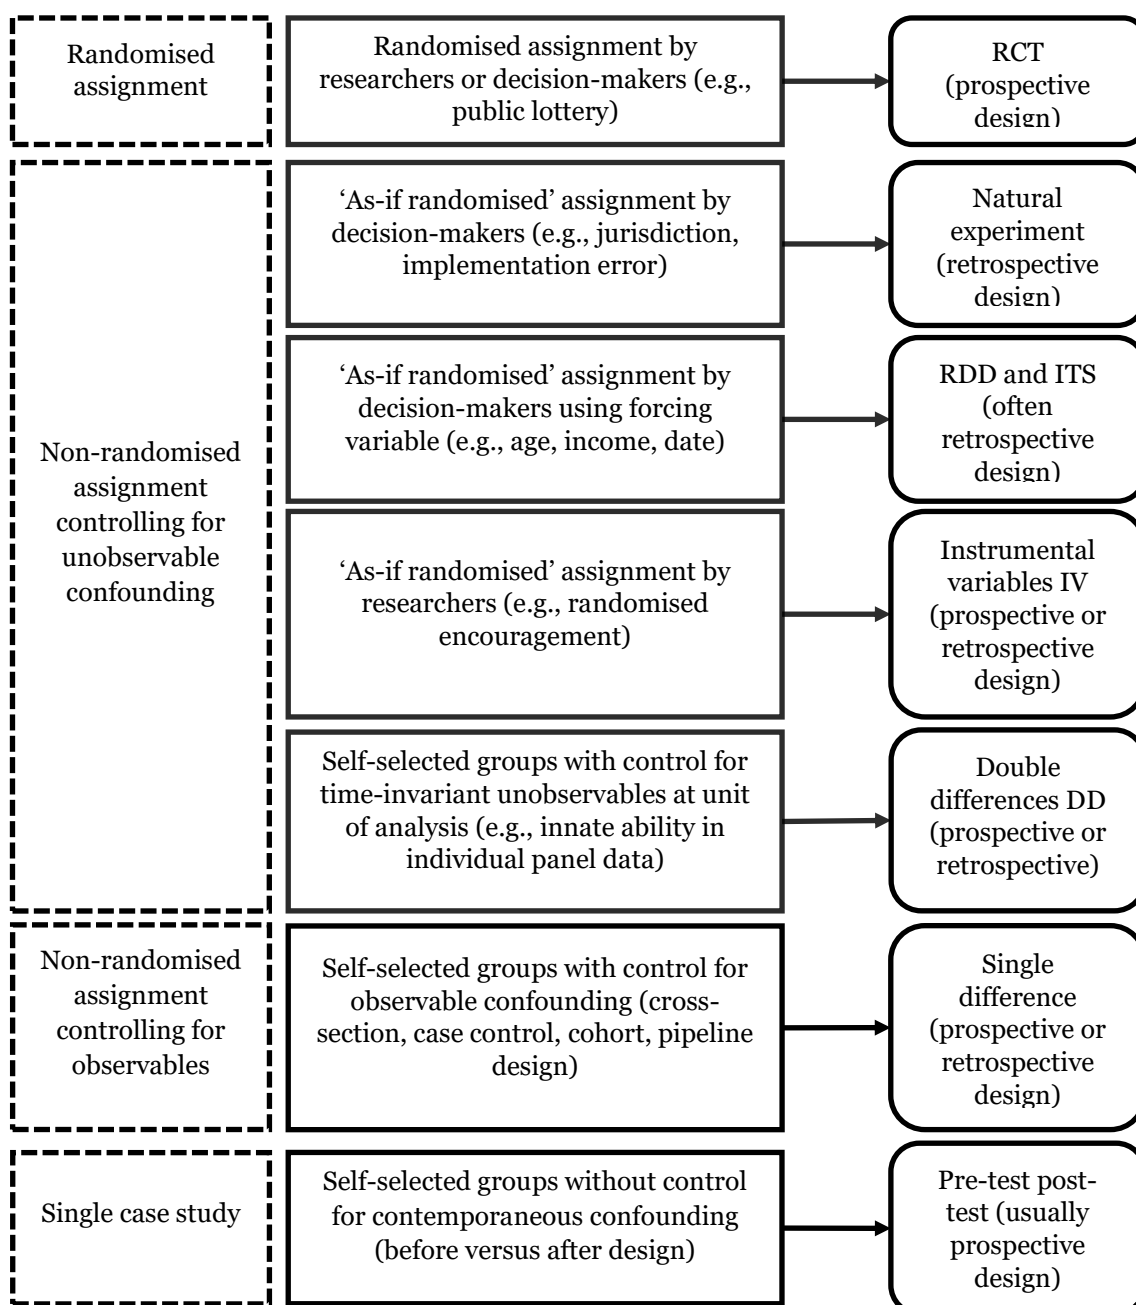 Randomised
assignment
Randomised assignment by
researchers or decision-makers (e.g.,
public lottery)
RCT
(prospective
design)
Non-randomised
assignment
controlling for
unobservable
confounding
‘As-if randomised’ assignment by
decision-makers (e.g., jurisdiction,
implementation error)
Natural
experiment
(retrospective
design)
‘As-if randomised’ assignment by
decision-makers using forcing
variable (e.g., age, income, date)
RDD and ITS
(often
retrospective
design)
‘As-if randomised’ assignment by
researchers (e.g., randomised
encouragement)
Instrumental
variables IV
(prospective or
retrospective
design)
Self-selected groups with control for
time-invariant unobservables at unit
of analysis (e.g., innate ability in
individual panel data)
Double
differences DD
(prospective or
retrospective)
Non-randomised
assignment
controlling for
observables
Self-selected groups with control for
observable confounding (cross-
section, case control, cohort, pipeline
design)
Single
difference
(prospective or
retrospective
design)
Single case study
Self-selected groups without control
for contemporaneous confounding
(before versus after design)
Pre-test post-
test (usually
prospective
design)